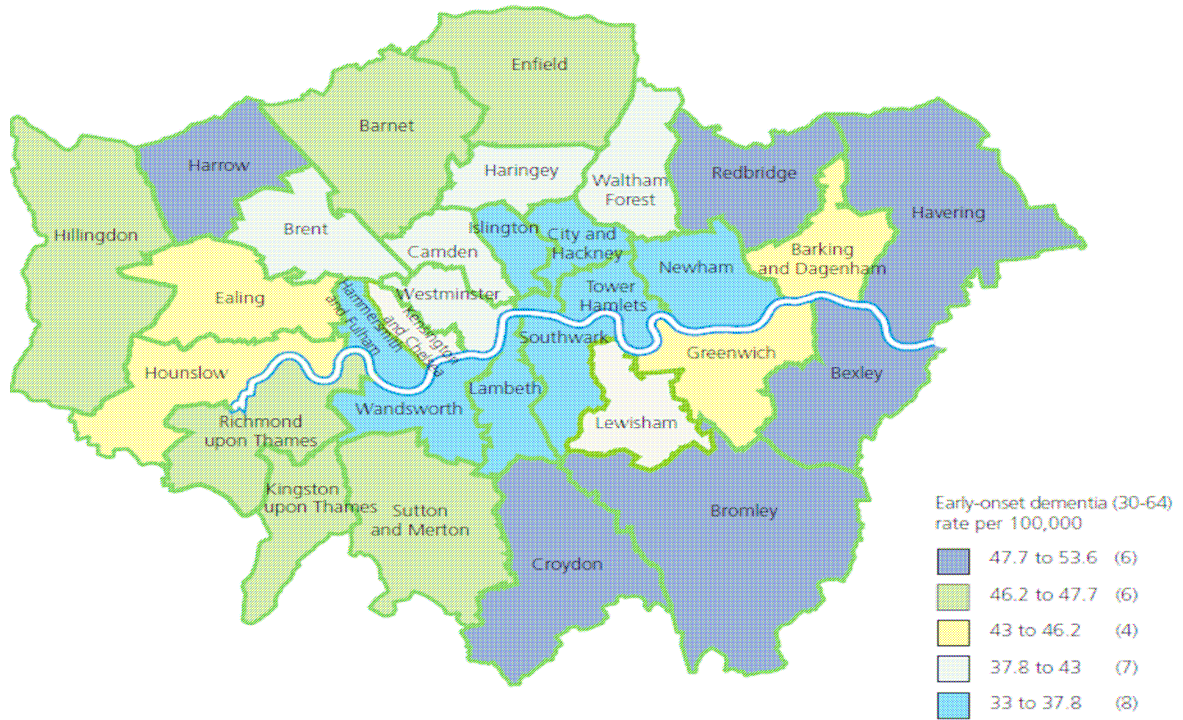 Enfield
Barnet
Harrow
Haringey
Waltham
Forest
Redbridge
Havering
Hillingdon
Brent
Camden
Islington
City and
Hackney
Newham
Barking
and Dagenham
Ealing
Westminster
Tower
Hamlets
Hammersmith
and Fulham
Kensington
and Chelsea
Southwark
Greenwich
Hounslow
Bexley
Lambeth
Wandsworth
Lewisham
Richmond
upon Thames
Kingston
upon Thames
Sutton
and Merton
Bromley
Croydon
Early-onset dementia (30-64)
rate per 100,000
47.7 to 53.6 (6)
46.2 to 47.7 (6)
43 to 46.2 (4)
37.8 to 43 (7)
33 to 37.8 (8)